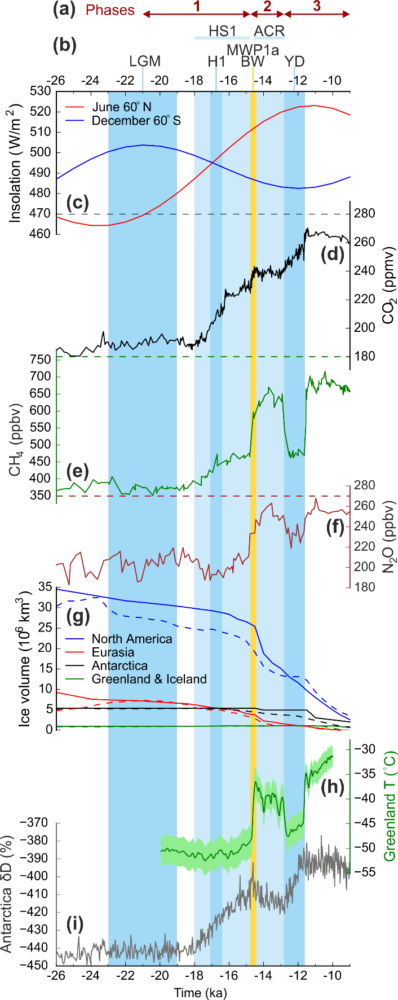 (a) Phases 1 2 3
HS1 ACR
(b) MWP1a
LGM H1 BW YD
-26 -24 -22 -20 -18 -16 -14 -12 -10
530
520
510
500
490
480
470
460
Insolation (W/m²)
June 60° N
December 60° S
(c)
280
260
240
220
200
180
CO₂ (ppmv)
(d)
750
700
650
600
550
500
450
400
350
CH₄ (ppbv)
(e)
280
260
240
220
200
180
N₂O (ppbv)
(f)
35
30
25
20
15
10
5
0
Ice volume (10⁶ km³)
(g)
North America
Eurasia
Antarctica
Greenland & Iceland
−30
−35
−40
−45
−50
−55
Greenland T (°C)
(h)
−370
−380
−390
−400
−410
−420
−430
−440
−450
Antarctica δD (%)
(i)
-26 -24 -22 -20 -18 -16 -14 -12 -10
Time (ka)